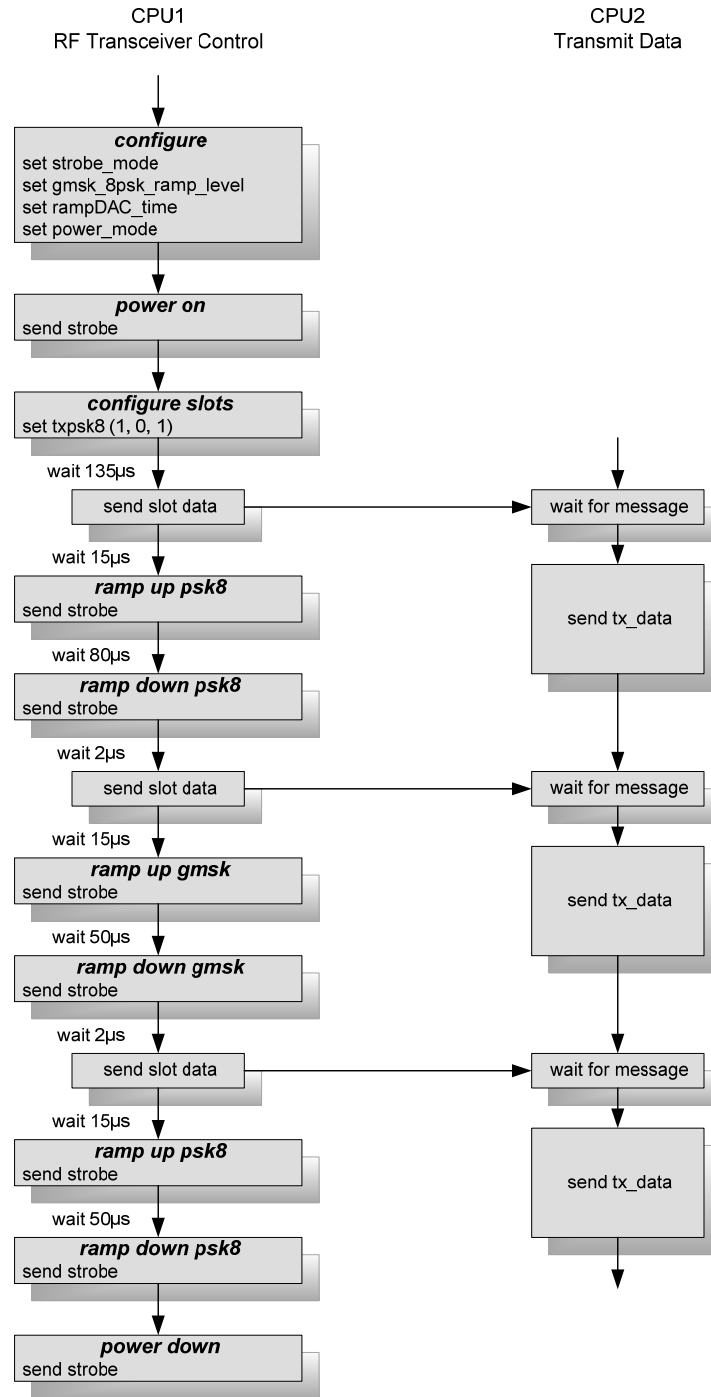 CPU1
RF Transceiver Control
CPU2
Transmit Data
configure
set strobe_mode
set gmsk_8psk_ramp_level
set rampDAC_time
set power_mode
power on
send strobe
configure slots
set txpsk8 (1, 0, 1)
wait 135µs
send slot data
wait for message
wait 15µs
ramp up psk8
send strobe
send tx_data
wait 80µs
ramp down psk8
send strobe
wait 2µs
send slot data
wait for message
wait 15µs
ramp up gmsk
send strobe
send tx_data
wait 50µs
ramp down gmsk
send strobe
wait 2µs
send slot data
wait for message
wait 15µs
ramp up psk8
send strobe
send tx_data
wait 50µs
ramp down psk8
send strobe
power down
send strobe